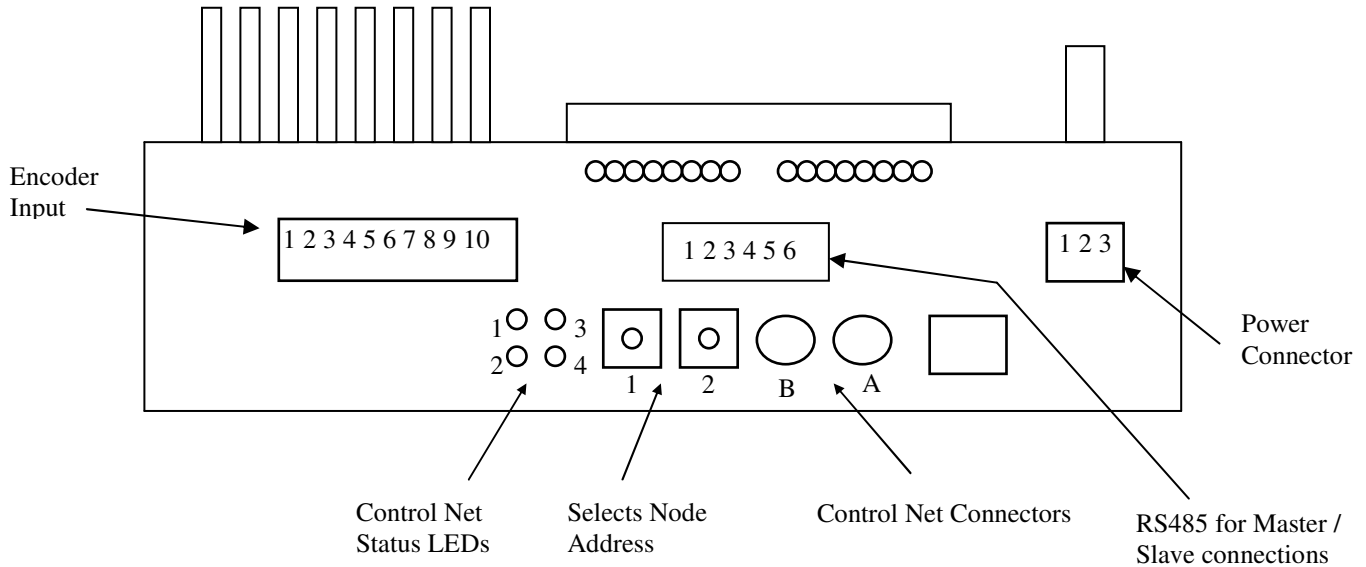 Encoder
Input
1 2 3 4 5 6 7 8 9 10
1 2 3 4 5 6
1 2 3
1
3
2
4
1
2
B
A
Power
Connector
Control Net
Status LEDs
Selects Node
Address
Control Net Connectors
RS485 for Master /
Slave connections